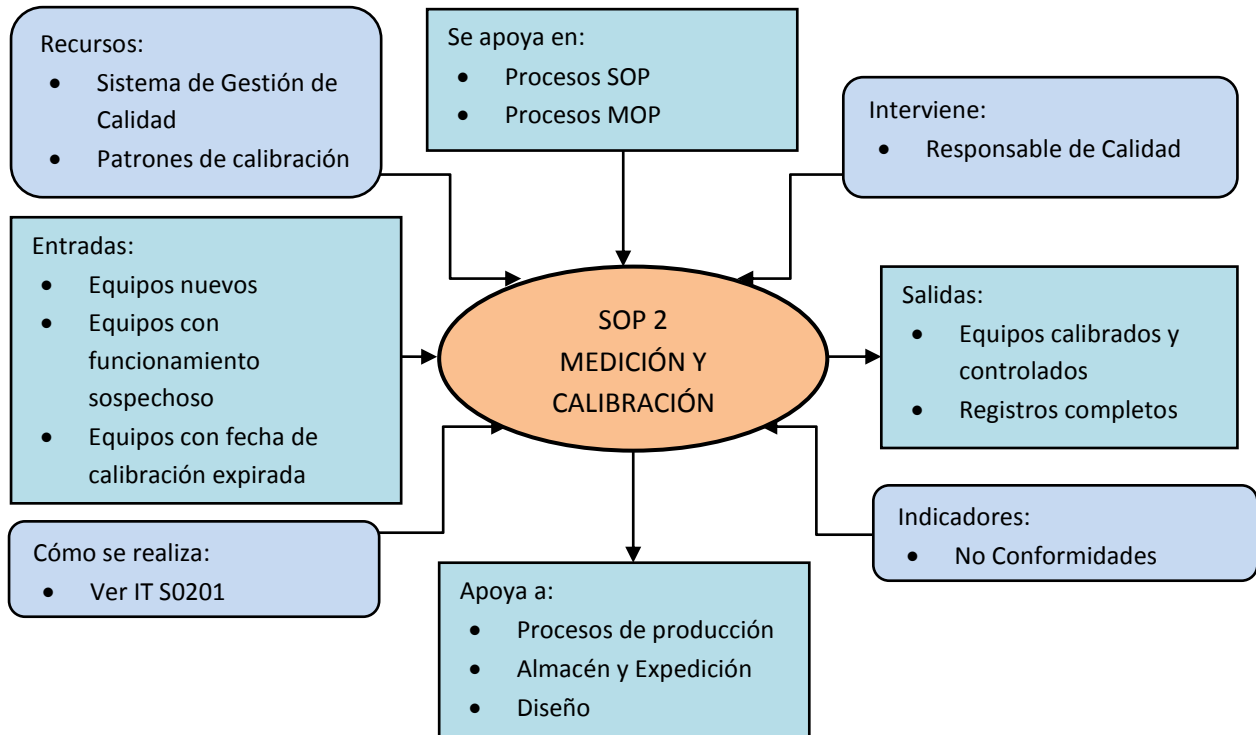 Recursos:
• Sistema de Gestión de
Calidad
• Patrones de calibración
Se apoya en:
• Procesos SOP
• Procesos MOP
Interviene:
• Responsable de Calidad
Entradas:
• Equipos nuevos
• Equipos con
funcionamiento
sospechoso
• Equipos con fecha de
calibración expirada
SOP 2
MEDICIÓN Y
CALIBRACIÓN
Salidas:
• Equipos calibrados y
controlados
• Registros completos
Cómo se realiza:
• Ver IT S0201
Apoya a:
• Procesos de producción
• Almacén y Expedición
• Diseño
Indicadores:
• No Conformidades